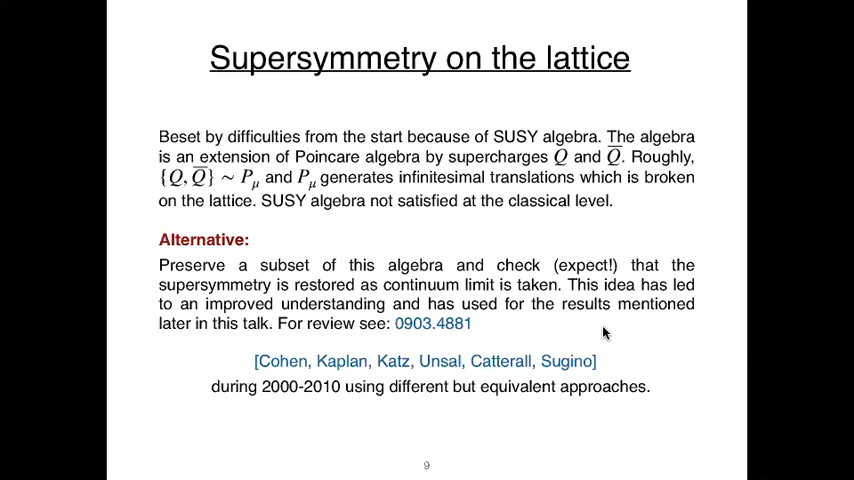 Supersymmetry on the lattice
Beset by difficulties from the start because of SUSY algebra. The algebra
is an extension of Poincare algebra by supercharges Q and Q̅. Roughly,
{Q, Q̅} ∼ Pμ and Pμ generates infinitesimal translations which is broken
on the lattice. SUSY algebra not satisfied at the classical level.
Alternative:
Preserve a subset of this algebra and check (expect!) that the
supersymmetry is restored as continuum limit is taken. This idea has led
to an improved understanding and has used for the results mentioned
later in this talk. For review see: 0903.4881
[Cohen, Kaplan, Katz, Unsal, Catterall, Sugino]
during 2000-2010 using different but equivalent approaches.
9